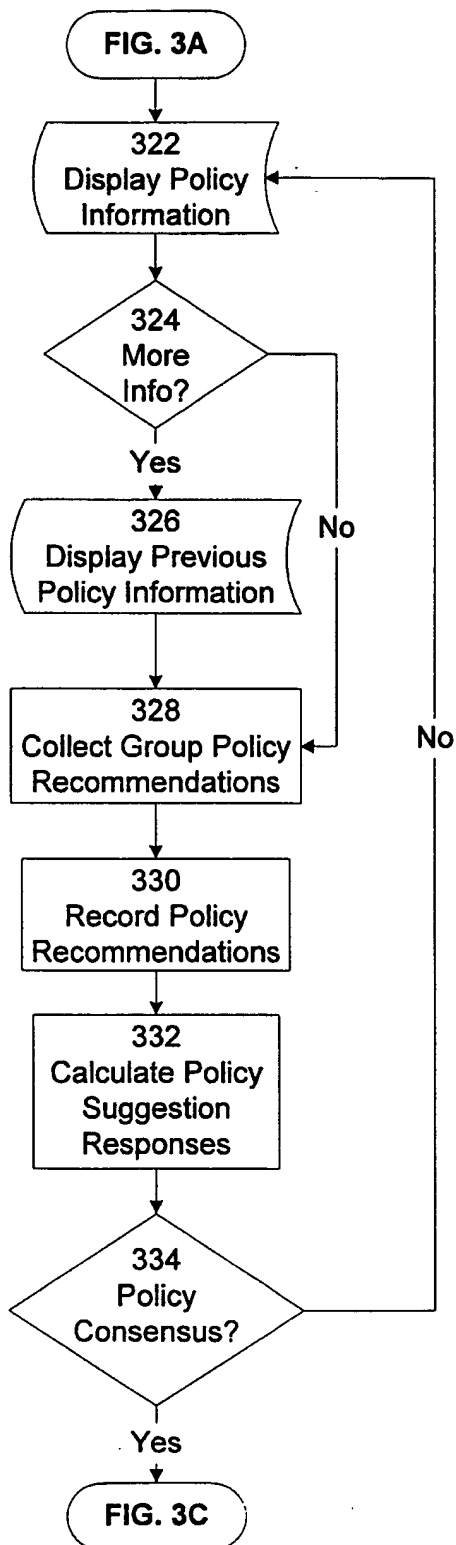 FIG. 3A
322
Display Policy
Information
324
More
Info?
Yes
No
326
Display Previous
Policy Information
328
Collect Group Policy
Recommendations
No
330
Record Policy
Recommendations
332
Calculate Policy
Suggestion
Responses
334
Policy
Consensus?
Yes
FIG. 3C